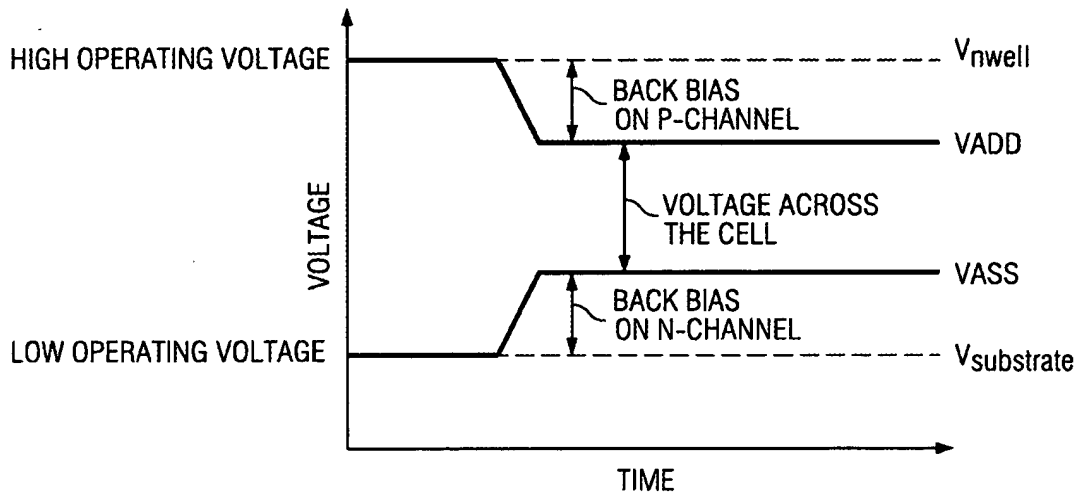 HIGH OPERATING VOLTAGE
Vnwell
BACK BIAS
ON P-CHANNEL
VADD
VOLTAGE
VOLTAGE ACROSS
THE CELL
VASS
BACK BIAS
ON N-CHANNEL
LOW OPERATING VOLTAGE
Vsubstrate
TIME